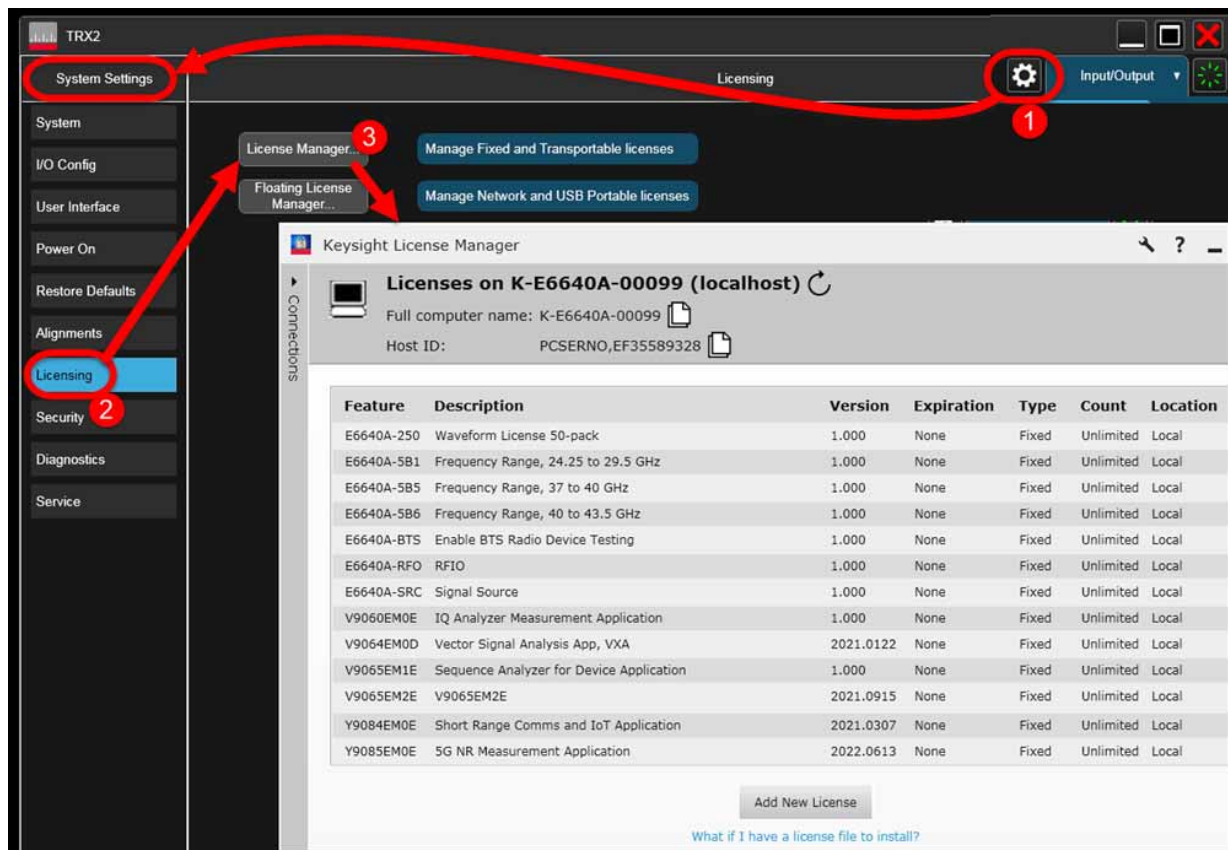 TRX2
System Settings
Licensing
Input/Output
1
System
I/O Config
User Interface
Power On
Restore Defaults
Alignments
Licensing
2
Security
Diagnostics
Service
License Manager...
3
Manage Fixed and Transportable licenses
Floating License
Manager...
Manage Network and USB Portable licenses
Keysight License Manager
?
Connections
Licenses on K-E6640A-00099 (localhost)
Full computer name: K-E6640A-00099
Host ID: PCSERNO,EF35589328
Feature Description Version Expiration Type Count Location
E6640A-250 Waveform License 50-pack 1.000 None Fixed Unlimited Local
E6640A-5B1 Frequency Range, 24.25 to 29.5 GHz 1.000 None Fixed Unlimited Local
E6640A-5B5 Frequency Range, 37 to 40 GHz 1.000 None Fixed Unlimited Local
E6640A-5B6 Frequency Range, 40 to 43.5 GHz 1.000 None Fixed Unlimited Local
E6640A-BTS Enable BTS Radio Device Testing 1.000 None Fixed Unlimited Local
E6640A-RFO RFIO 1.000 None Fixed Unlimited Local
E6640A-SRC Signal Source 1.000 None Fixed Unlimited Local
V9060EM0E IQ Analyzer Measurement Application 1.000 None Fixed Unlimited Local
V9064EM0D Vector Signal Analysis App, VXA 2021.0122 None Fixed Unlimited Local
V9065EM1E Sequence Analyzer for Device Application 1.000 None Fixed Unlimited Local
V9065EM2E V9065EM2E 2021.0915 None Fixed Unlimited Local
Y9084EM0E Short Range Comms and IoT Application 2021.0307 None Fixed Unlimited Local
Y9085EM0E 5G NR Measurement Application 2022.0613 None Fixed Unlimited Local
Add New License
What if I have a license file to install?